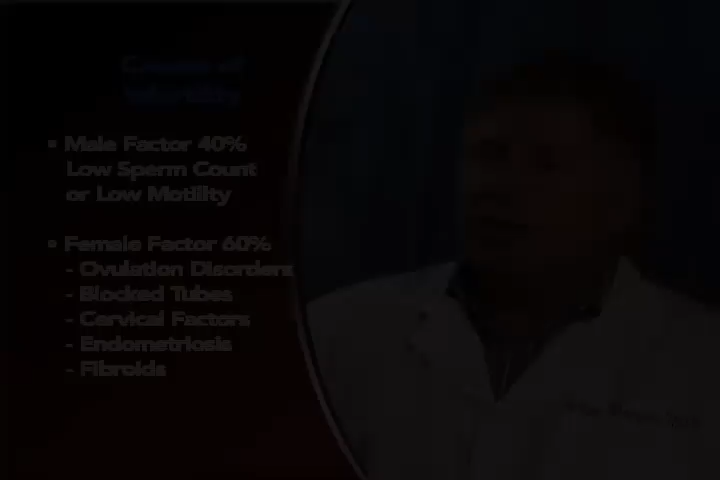 Causes of
Infertility
• Male Factor 40%
Low Sperm Count
or Low Motility
• Female Factor 60%
- Ovulation Disorders
- Blocked Tubes
- Cervical Factors
- Endometriosis
- Fibroids